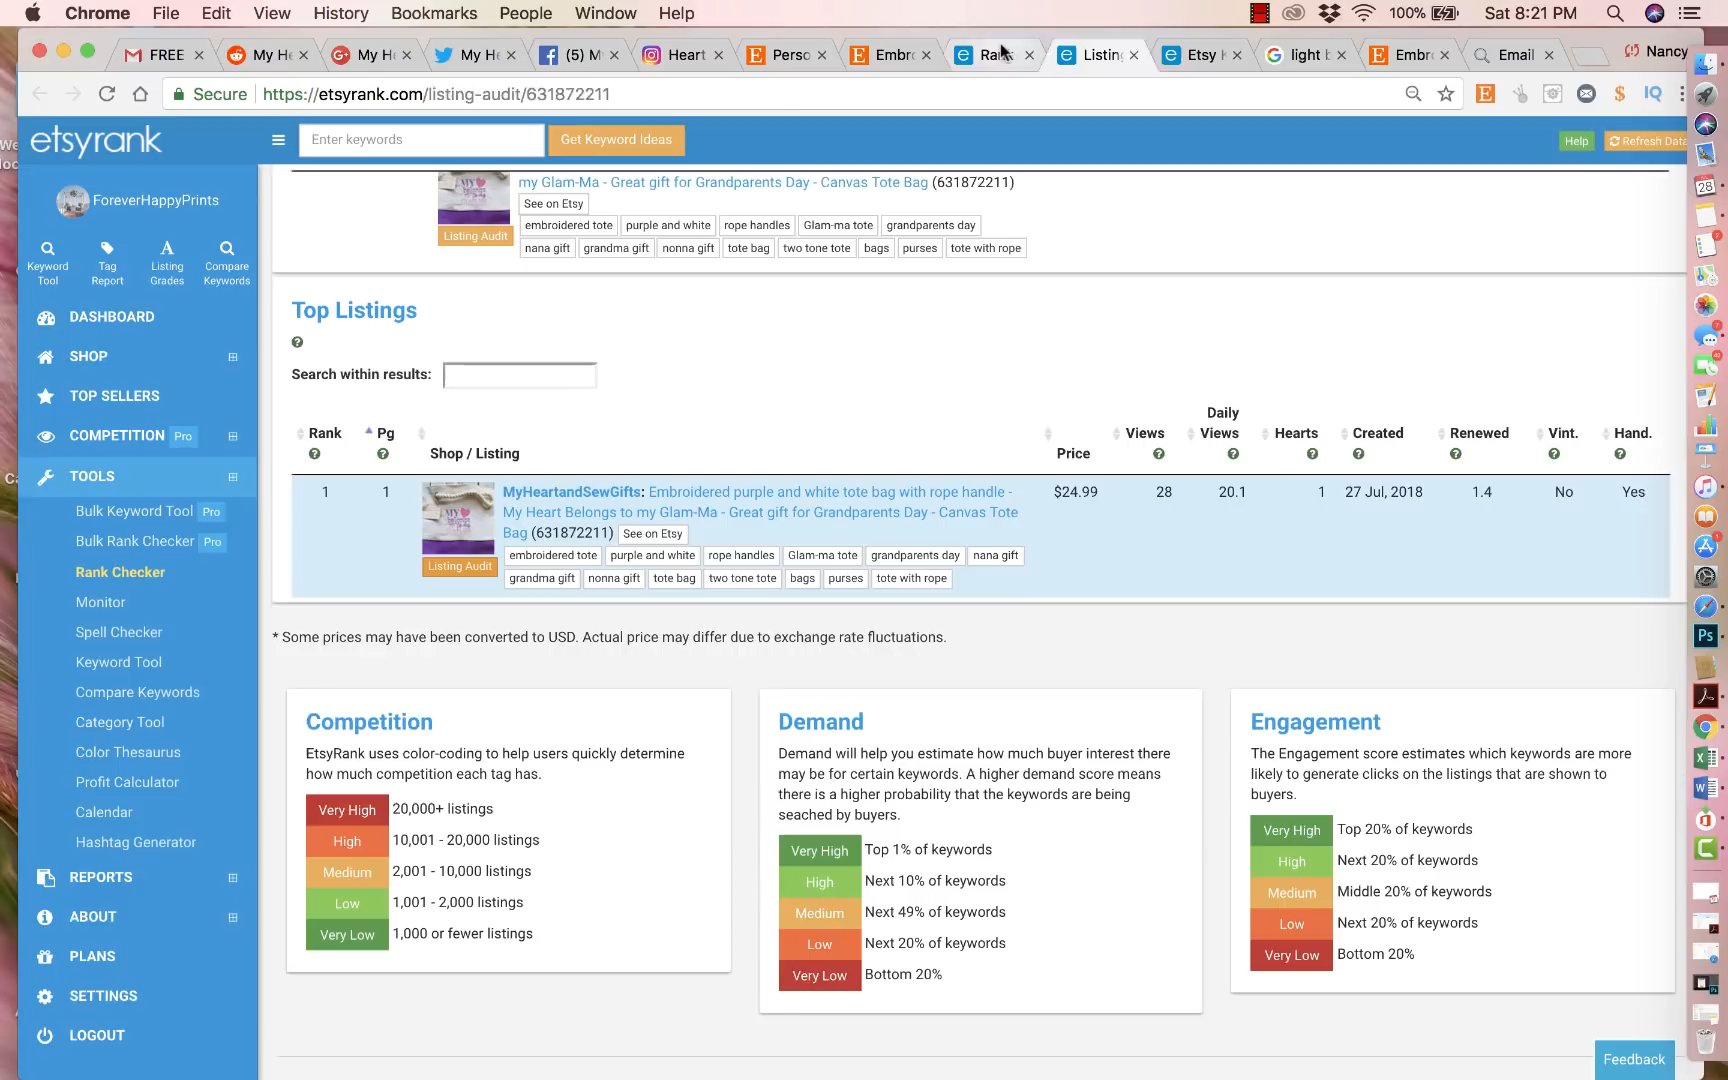 Chrome File Edit View History Bookmarks People Window Help 100% Sat 8:21 PM
FREE My He My He My He (5) M Heart Perso Embro Ran Listing Etsy K light b Embro Email Nancy
Secure https://etsyrank.com/listing-audit/631872211
etsyrank Enter keywords Get Keyword Ideas Help Refresh Data
ForeverHappyPrints
Keyword Tool
Tag Report
Listing Grades
Compare Keywords
DASHBOARD
SHOP
TOP SELLERS
COMPETITION Pro
TOOLS
Bulk Keyword Tool Pro
Bulk Rank Checker Pro
Rank Checker
Monitor
Spell Checker
Keyword Tool
Compare Keywords
Category Tool
Color Thesaurus
Profit Calculator
Calendar
Hashtag Generator
REPORTS
ABOUT
PLANS
SETTINGS
LOGOUT
my Glam-Ma - Great gift for Grandparents Day - Canvas Tote Bag (631872211)
See on Etsy
Listing Audit
embroidered tote purple and white rope handles Glam-ma tote grandparents day
nana gift grandma gift nonna gift tote bag two tone tote bags purses tote with rope
Top Listings
Search within results:
Rank Pg Shop / Listing Price Views Daily Views Hearts Created Renewed Vint. Hand.
1 1 MyHeartandSewGifts: Embroidered purple and white tote bag with rope handle - $24.99 28 20.1 1 27 Jul, 2018 1.4 No Yes
My Heart Belongs to my Glam-Ma - Great gift for Grandparents Day - Canvas Tote
Bag (631872211) See on Etsy
Listing Audit
embroidered tote purple and white rope handles Glam-ma tote grandparents day nana gift
grandma gift nonna gift tote bag two tone tote bags purses tote with rope
* Some prices may have been converted to USD. Actual price may differ due to exchange rate fluctuations.
Competition
EtsyRank uses color-coding to help users quickly determine
how much competition each tag has.
Very High 20,000+ listings
High 10,001 - 20,000 listings
Medium 2,001 - 10,000 listings
Low 1,001 - 2,000 listings
Very Low 1,000 or fewer listings
Demand
Demand will help you estimate how much buyer interest there
may be for certain keywords. A higher demand score means
there is a higher probability that the keywords are being
seached by buyers.
Very High Top 1% of keywords
High Next 10% of keywords
Medium Next 49% of keywords
Low Next 20% of keywords
Very Low Bottom 20%
Engagement
The Engagement score estimates which keywords are more
likely to generate clicks on the listings that are shown to
buyers.
Very High Top 20% of keywords
High Next 20% of keywords
Medium Middle 20% of keywords
Low Next 20% of keywords
Very Low Bottom 20%
Feedback